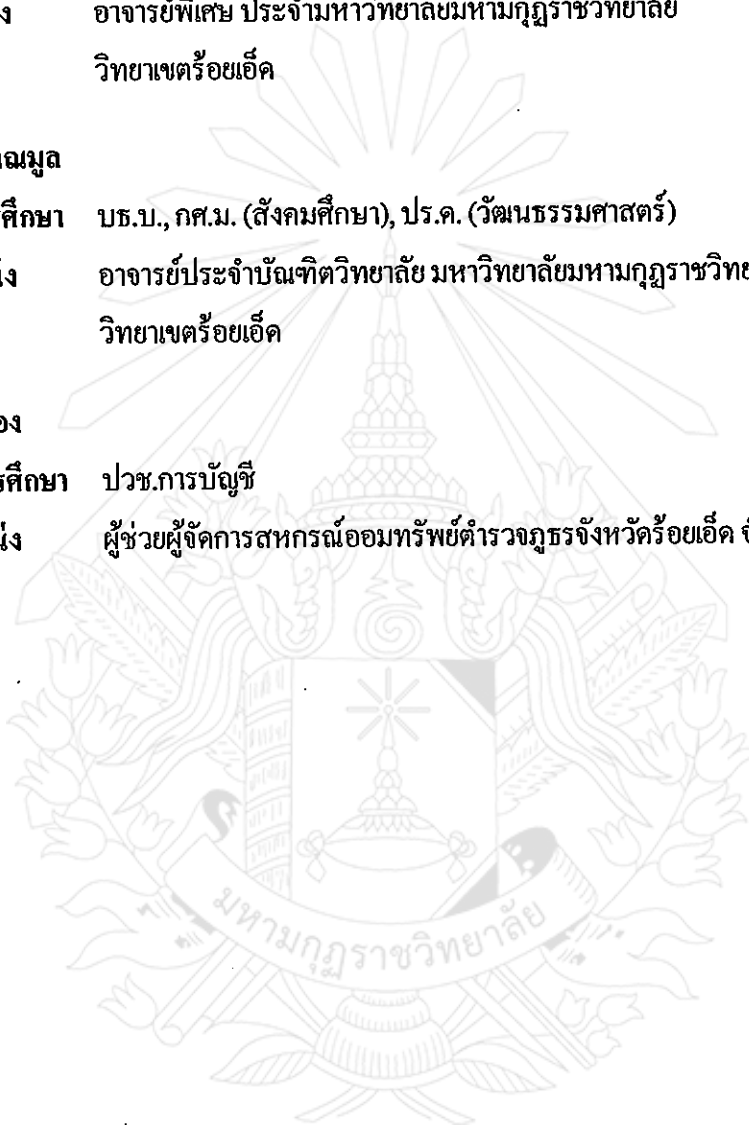 อาจารย์พิเศษ ประจำมหาวิทยาลัยมหามกุฏราชวิทยาลัย
วิทยาเขตร้อยเอ็ด
ณมูล
ศึกษา บธ.บ., กศ.ม. (สังคมศึกษา), ปร.ด. (วัฒนธรรมศาสตร์)
อาจารย์ประจำบัณฑิตวิทยาลัย มหาวิทยาลัยมหามกุฏราชวิทย
วิทยาเขตร้อยเอ็ด
อง
รศึกษา ปวช.การบัญชี
น่ง ผู้ช่วยผู้จัดการสหกรณ์ออมทรัพย์ตำรวจภูธรจังหวัดร้อยเอ็ด จ
มหามกุฏราชวิทยาลัย